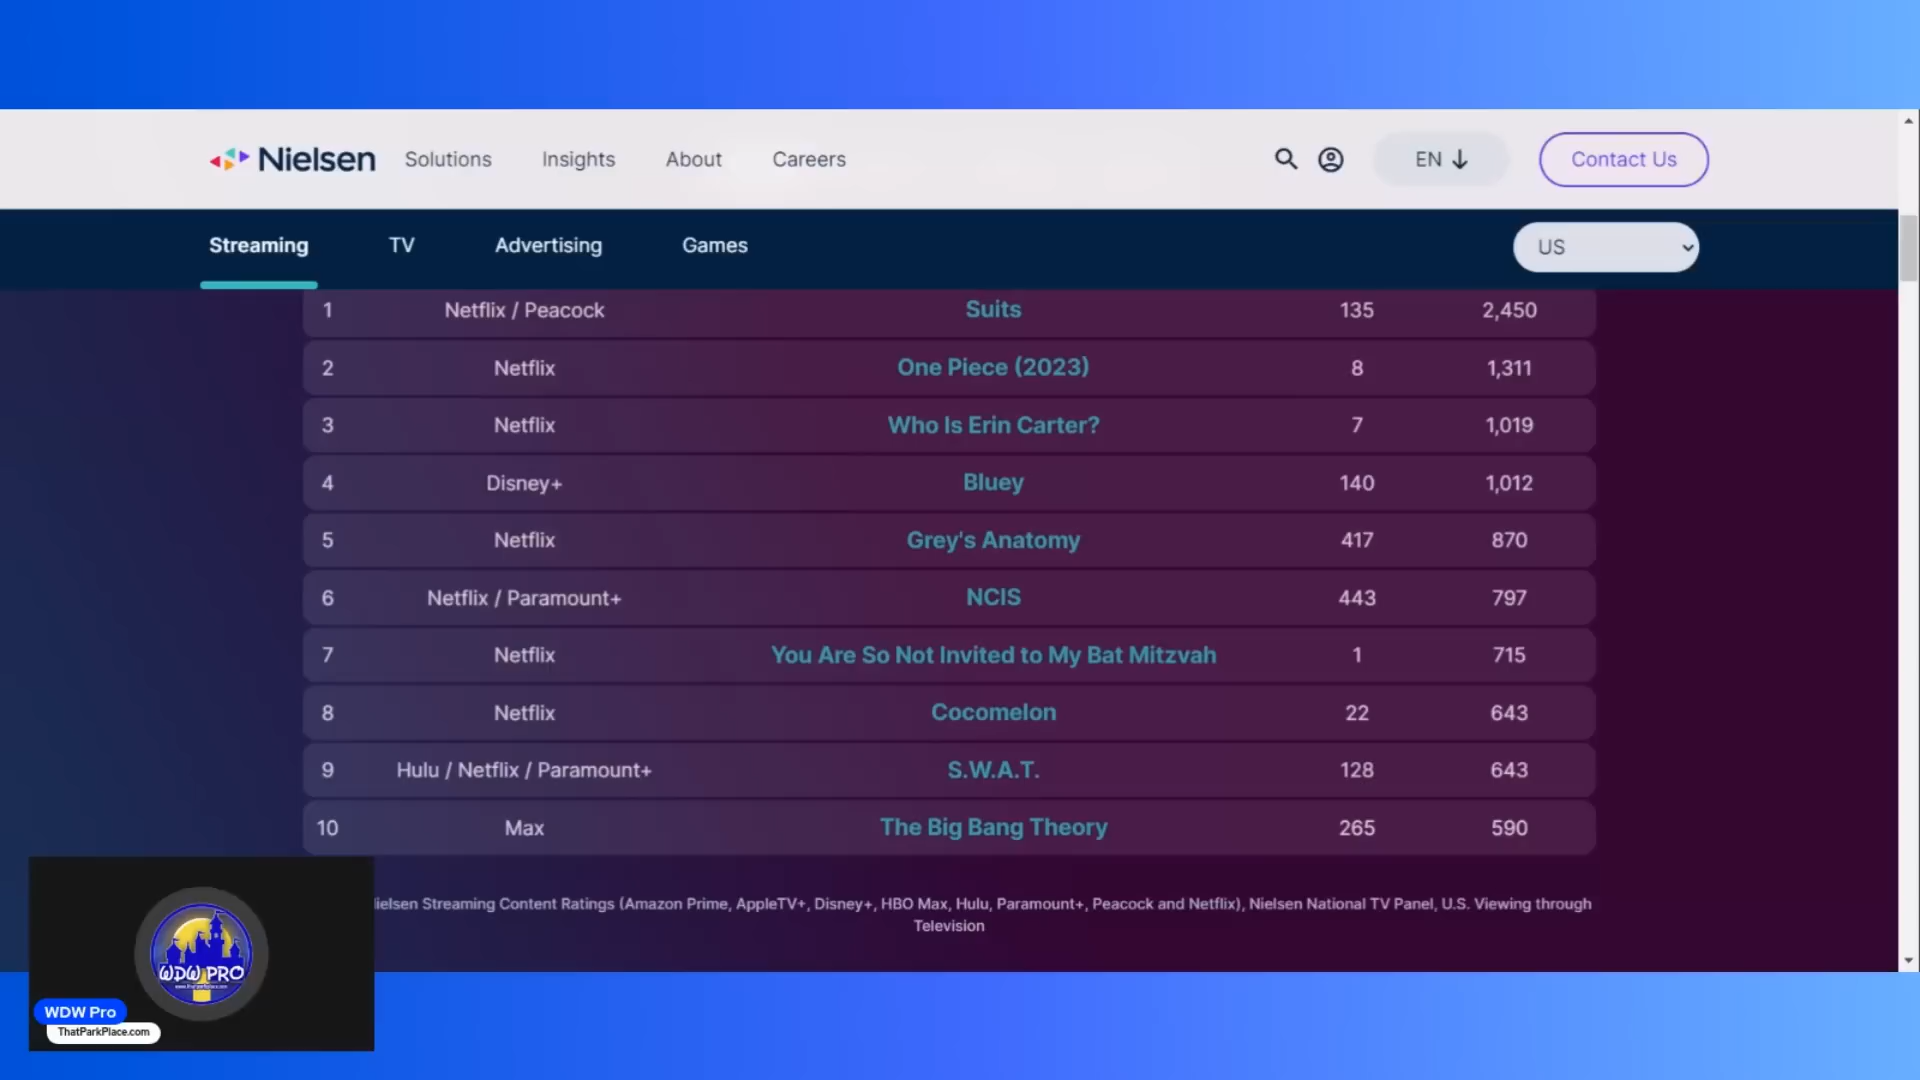 Nielsen Solutions Insights About Careers EN Contact Us
Streaming TV Advertising Games US
1 Netflix / Peacock Suits 135 2,450
2 Netflix One Piece (2023) 8 1,311
3 Netflix Who Is Erin Carter? 7 1,019
4 Disney+ Bluey 140 1,012
5 Netflix Grey's Anatomy 417 870
6 Netflix / Paramount+ NCIS 443 797
7 Netflix You Are So Not Invited to My Bat Mitzvah 1 715
8 Netflix Cocomelon 22 643
9 Hulu / Netflix / Paramount+ S.W.A.T. 128 643
10 Max The Big Bang Theory 265 590
ielsen Streaming Content Ratings (Amazon Prime, AppleTV+, Disney+, HBO Max, Hulu, Paramount+, Peacock and Netflix), Nielsen National TV Panel, U.S. Viewing through
Television
WDW PRO
WDW Pro
ThatParkPlace.com